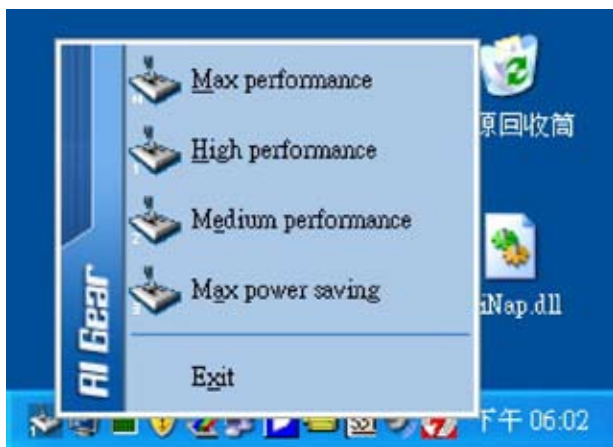 Max performance
High performance
Medium performance
Max power saving
Exit
AI Gear
原回收筒
iNap.dll
下午 06:02